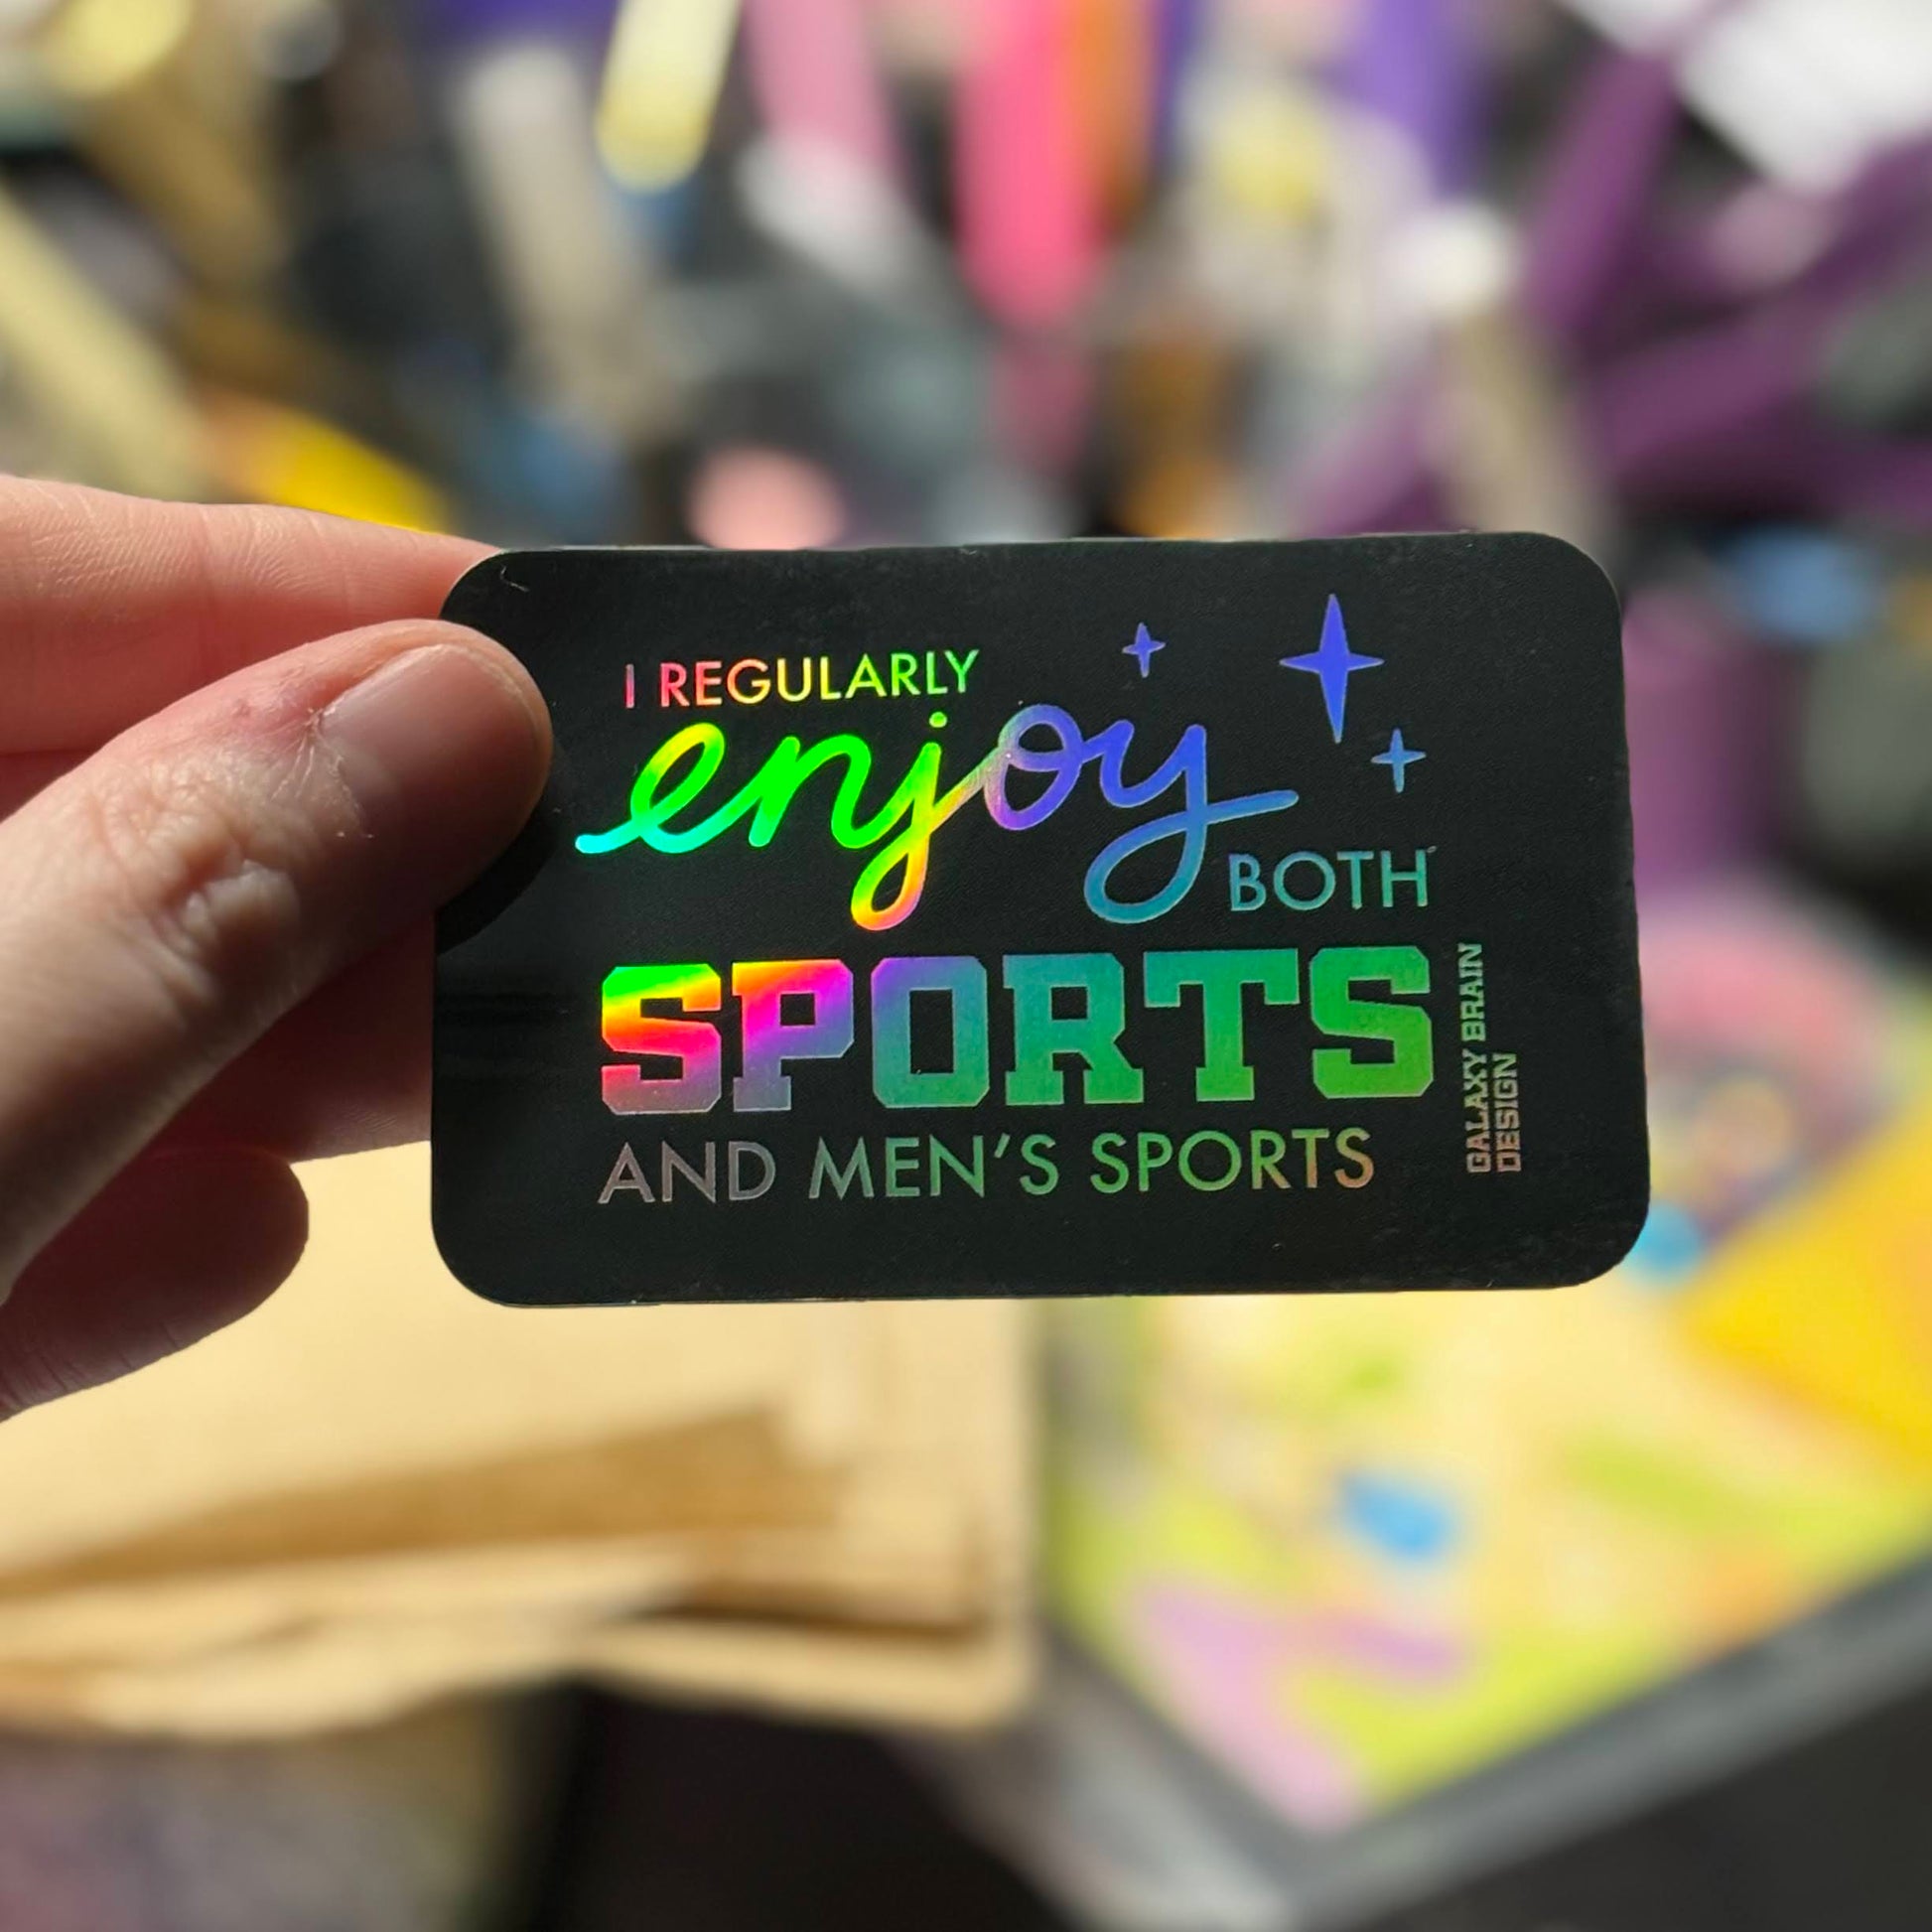 I REGULARLY
enjoy
BOTH
SPORTS
AND MEN'S SPORTS
GALAXY BRAIN
DESIGN